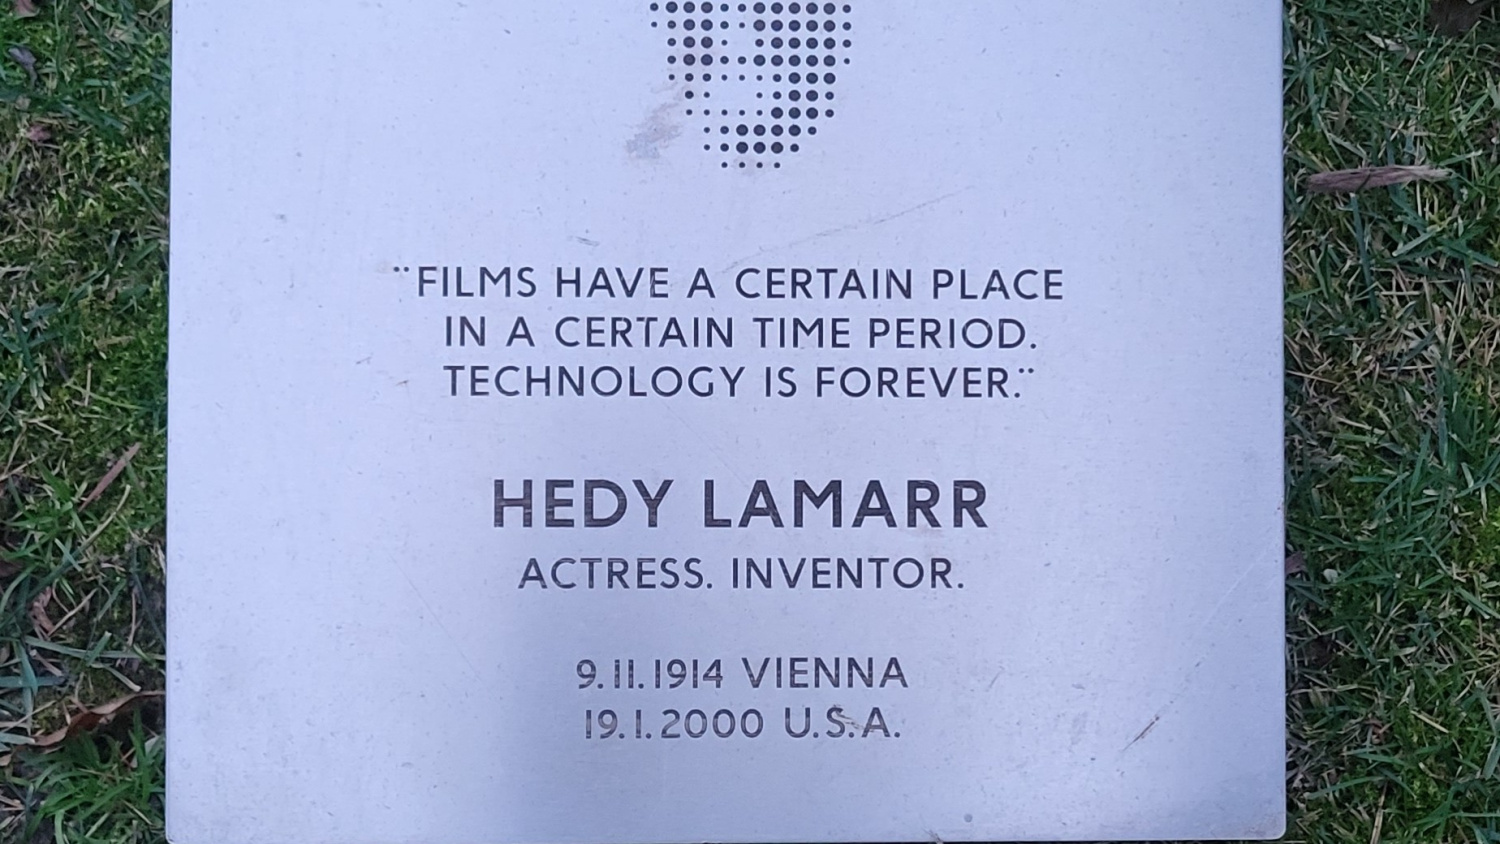 "FILMS HAVE A CERTAIN PLACE
IN A CERTAIN TIME PERIOD.
TECHNOLOGY IS FOREVER."
HEDY LAMARR
ACTRESS. INVENTOR.
9.11.1914 VIENNA
19.1.2000 U.S.A.